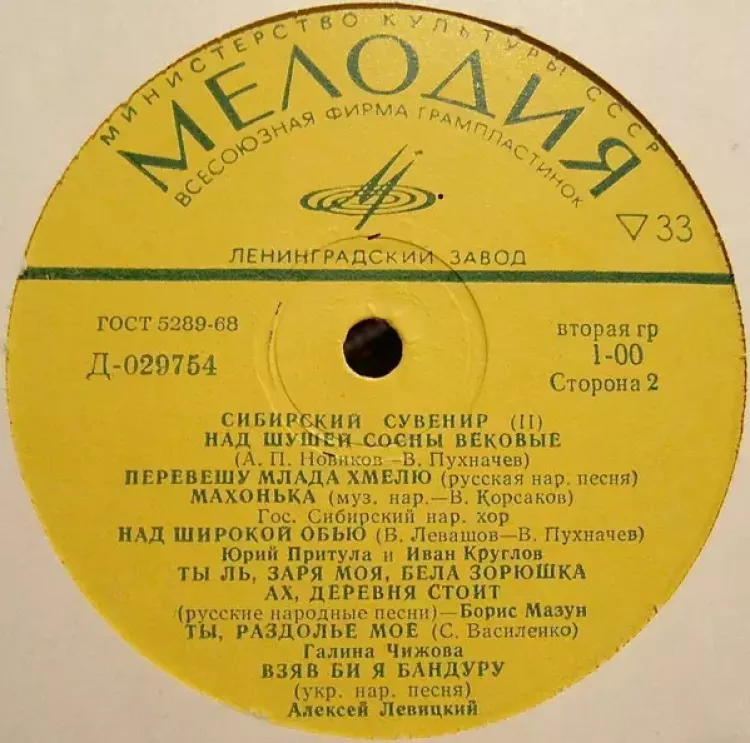 МИНИСТЕРСТВО КУЛЬТУРЫ СССР
МЕЛОДИЯ
ВСЕСОЮЗНАЯ ФИРМА ГРАМПЛАСТИНОК
▽ 33
ЛЕНИНГРАДСКИЙ ЗАВОД
ГОСТ 5289-68
Д-029754
вторая гр
1-00
Сторона 2
СИБИРСКИЙ СУВЕНИР (II)
НАД ШУШЕЙ СОСНЫ ВЕКОВЫЕ
(А. П. Новиков—В. Пухначев)
ПЕРЕВЕШУ МЛАДА ХМЕЛЮ (русская нар. песня)
МАХОНЬКА (муз. нар.—В. Корсаков)
Гос. Сибирский нар. хор
НАД ШИРОКОЙ ОБЬЮ (В. Левашов—В. Пухначев)
Юрий Притула и Иван Круглов
ТЫ ЛЬ, ЗАРЯ МОЯ, БЕЛА ЗОРЮШКА
АХ, ДЕРЕВНЯ СТОИТ
(русские народные песни)—Борис Мазун
ТЫ, РАЗДОЛЬЕ МОЕ (С. Василенко)
Галина Чижова
ВЗЯВ БИ Я БАНДУРУ
(укр. нар. песня)
Алексей Левицкий